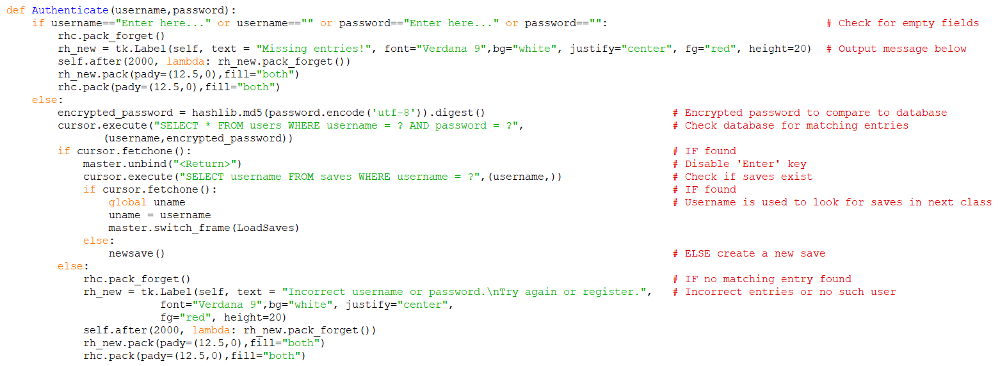 def Authenticate(username,password):
    if username=="Enter here..." or username=="" or password=="Enter here..." or password=="":                                  # Check for empty fields
        rhc.pack_forget()
        rh_new = tk.Label(self, text = "Missing entries!", font="Verdana 9",bg="white", justify="center", fg="red", height=20)  # Output message below
        self.after(2000, lambda: rh_new.pack_forget())
        rh_new.pack(pady=(12.5,0),fill="both")
        rhc.pack(pady=(12.5,0),fill="both")
    else:
        encrypted_password = hashlib.md5(password.encode('utf-8')).digest()                             # Encrypted password to compare to database
        cursor.execute("SELECT * FROM users WHERE username = ? AND password = ?",                       # Check database for matching entries
               (username,encrypted_password))
        if cursor.fetchone():                                                                           # IF found
            master.unbind("<Return>")                                                                   # Disable 'Enter' key
            cursor.execute("SELECT username FROM saves WHERE username = ?",(username,))                 # Check if saves exist
            if cursor.fetchone():                                                                       # IF found
                global uname                                                                            # Username is used to look for saves in next class
                uname = username
                master.switch_frame(LoadSaves)
            else:
                newsave()                                                                               # ELSE create a new save
        else:
            rhc.pack_forget()                                                                           # IF no matching entry found
            rh_new = tk.Label(self, text = "Incorrect username or password.\nTry again or register.",   # Incorrect entries or no such user
                        font="Verdana 9",bg="white", justify="center",
                        fg="red", height=20)
            self.after(2000, lambda: rh_new.pack_forget())
            rh_new.pack(pady=(12.5,0),fill="both")
            rhc.pack(pady=(12.5,0),fill="both")